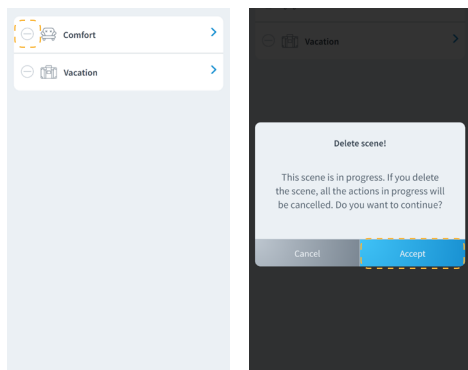 Comfort
Vacation
Vacation
Delete scene!
This scene is in progress. If you delete
the scene, all the actions in progress will
be cancelled. Do you want to continue?
Cancel
Accept